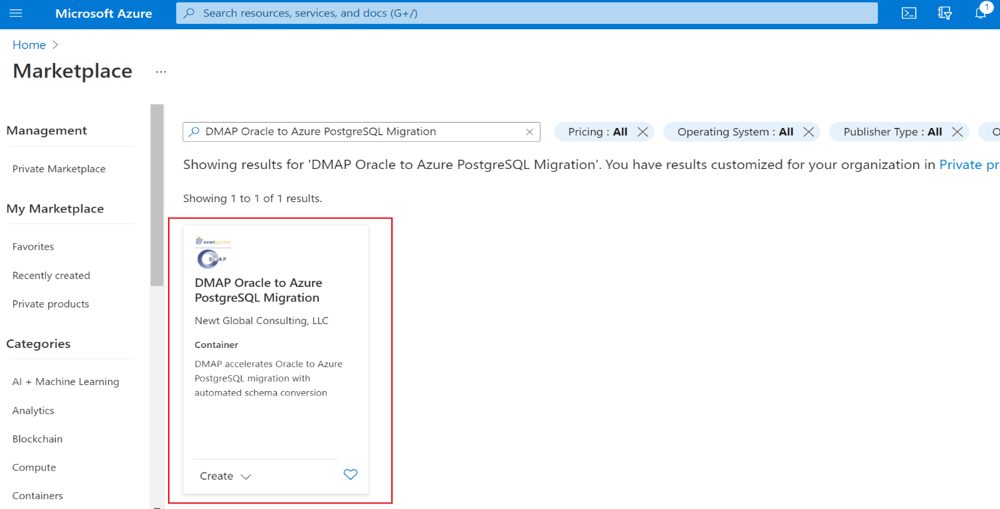 Microsoft Azure
Search resources, services, and docs (G+/)
1
Home
Marketplace
...
Management
Private Marketplace
My Marketplace
Favorites
Recently created
Private products
Categories
AI + Machine Learning
Analytics
Blockchain
Compute
Containers
DMAP Oracle to Azure PostgreSQL Migration
Pricing : All
Operating System : All
Publisher Type : All
Showing results for 'DMAP Oracle to Azure PostgreSQL Migration'. You have results customized for your organization in Private pr
Showing 1 to 1 of 1 results.
newt global
DMAP
DMAP Oracle to Azure
PostgreSQL Migration
Newt Global Consulting, LLC
Container
DMAP accelerates Oracle to Azure
PostgreSQL migration with
automated schema conversion
Create